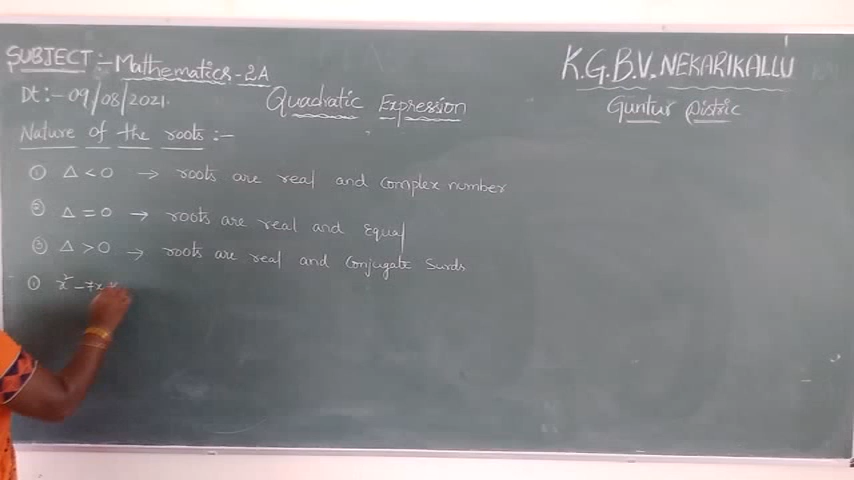 SUBJECT :- Mathematics - 2A
K.G.B.V. NEKARIKALLU
Dt :- 09/08/2021.
Quadratic Expression
Guntur Distric
Nature of the roots :-
① Δ < 0 → roots are real and complex number
② Δ = 0 → roots are real and Equal
③ Δ > 0 → roots are real and Conjugate Surds
① x² - 7x